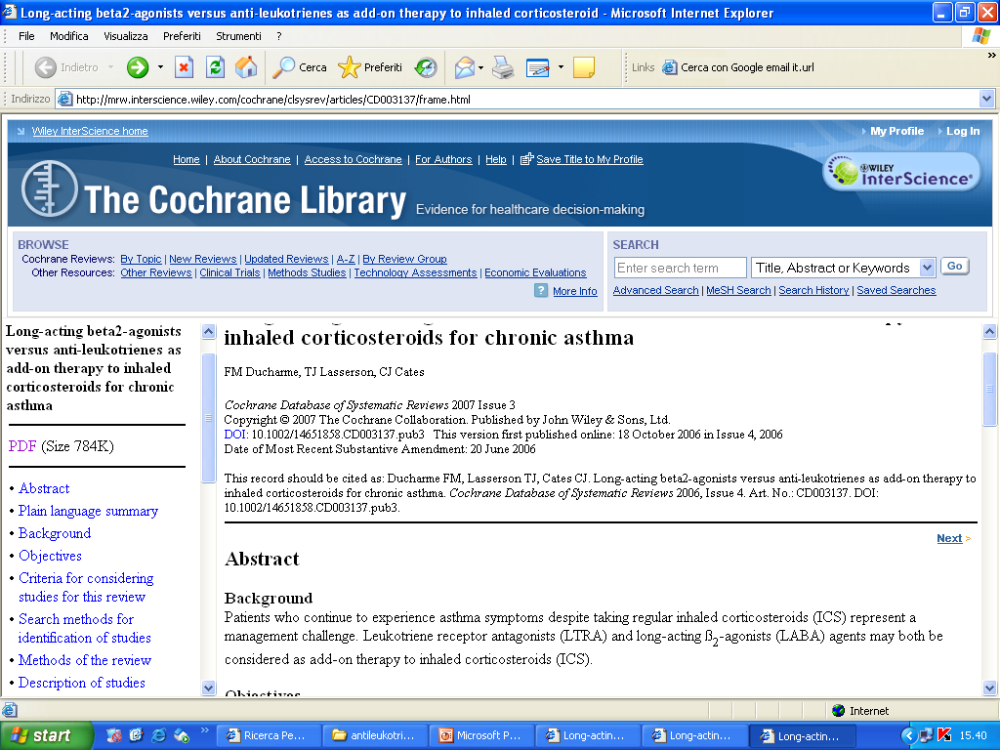 Long-acting beta2-agonists versus anti-leukotrienes as add-on therapy to inhaled corticosteroid - Microsoft Internet Explorer
File Modifica Visualizza Preferiti Strumenti ?
Indietro Cerca Preferiti Links Cerca con Google email it.url
Indirizzo http://mrw.interscience.wiley.com/cochrane/clsysrev/articles/CD003137/frame.html
Wiley InterScience home My Profile Log In
Home | About Cochrane | Access to Cochrane | For Authors | Help | Save Title to My Profile
The Cochrane Library Evidence for healthcare decision-making
WILEY
InterScience®
BROWSE
Cochrane Reviews: By Topic | New Reviews | Updated Reviews | A-Z | By Review Group
Other Resources: Other Reviews | Clinical Trials | Methods Studies | Technology Assessments | Economic Evaluations
? More Info
SEARCH
Enter search term Title, Abstract or Keywords Go
Advanced Search | MeSH Search | Search History | Saved Searches
Long-acting beta2-agonists
versus anti-leukotrienes as
add-on therapy to inhaled
corticosteroids for chronic
asthma
PDF (Size 784K)
• Abstract
• Plain language summary
• Background
• Objectives
• Criteria for considering
studies for this review
• Search methods for
identification of studies
• Methods of the review
• Description of studies
inhaled corticosteroids for chronic asthma
FM Ducharme, TJ Lasserson, CJ Cates
Cochrane Database of Systematic Reviews 2007 Issue 3
Copyright © 2007 The Cochrane Collaboration. Published by John Wiley & Sons, Ltd.
DOI: 10.1002/14651858.CD003137.pub3 This version first published online: 18 October 2006 in Issue 4, 2006
Date of Most Recent Substantive Amendment: 20 June 2006
This record should be cited as: Ducharme FM, Lasserson TJ, Cates CJ. Long-acting beta2-agonists versus anti-leukotrienes as add-on therapy to
inhaled corticosteroids for chronic asthma. Cochrane Database of Systematic Reviews 2006, Issue 4. Art. No.: CD003137. DOI:
10.1002/14651858.CD003137.pub3.
Next »
Abstract
Background
Patients who continue to experience asthma symptoms despite taking regular inhaled corticosteroids (ICS) represent a
management challenge. Leukotriene receptor antagonists (LTRA) and long-acting ß2-agonists (LABA) agents may both be
considered as add-on therapy to inhaled corticosteroids (ICS).
Objectives
Internet
start Ricerca Pe... antileukotri... Microsoft P... Long-actin... Long-actin... Long-actin... 15.40